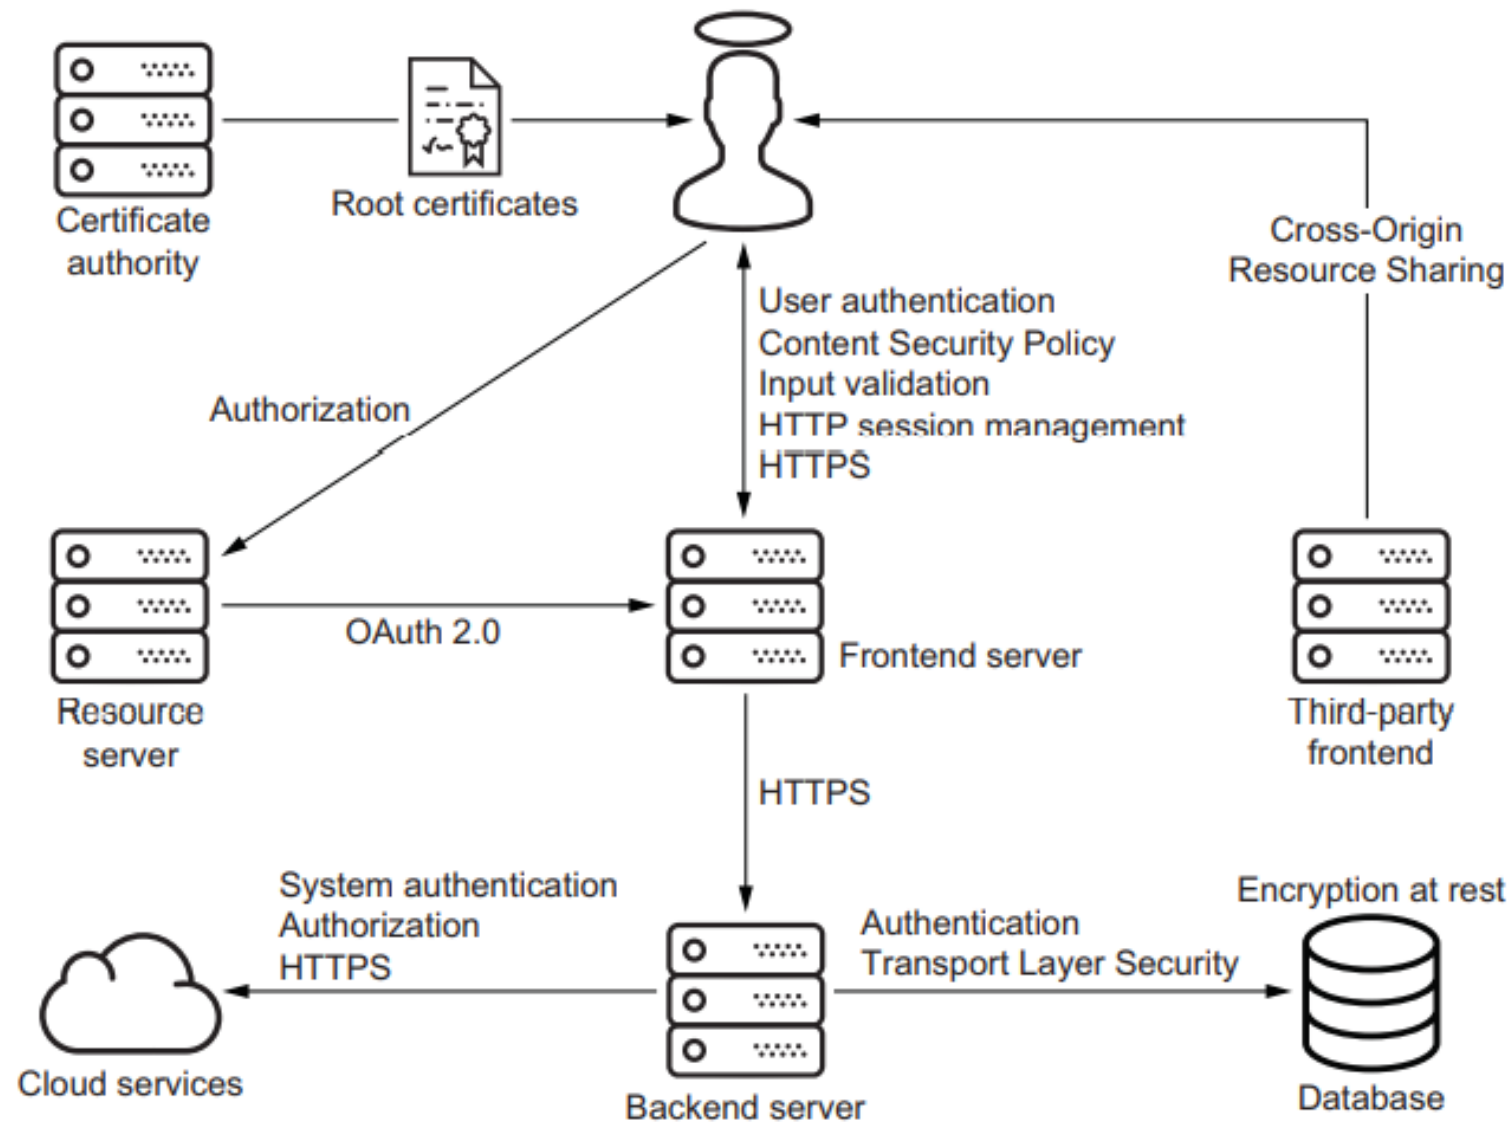 Certificate
authority
Root certificates
Cross-Origin
Resource Sharing
User authentication
Content Security Policy
Input validation
HTTP session management
HTTPS
Authorization
OAuth 2.0
Resource
server
Frontend server
Third-party
frontend
HTTPS
System authentication
Authorization
HTTPS
Authentication
Transport Layer Security
Encryption at rest
Cloud services
Backend server
Database